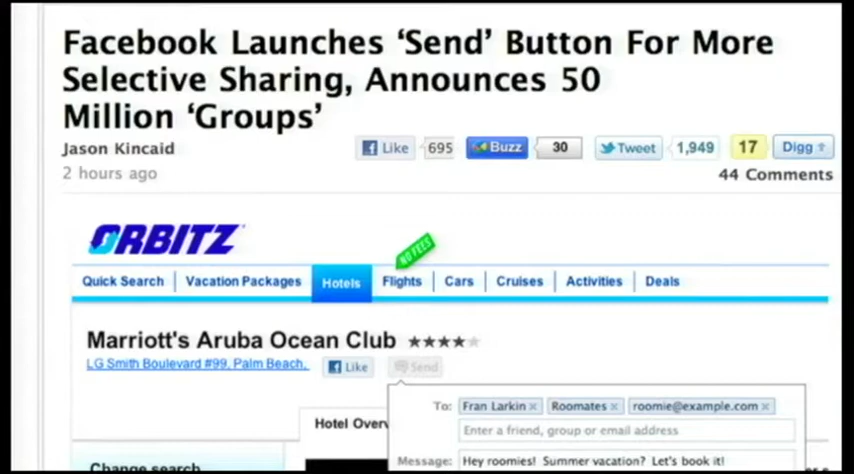 Facebook Launches ‘Send’ Button For More
Selective Sharing, Announces 50
Million ‘Groups’
Jason Kincaid
Like 695 Buzz 30 Tweet 1,949 17 Digg
2 hours ago
44 Comments
ORBITZ
NO FEES
Quick Search Vacation Packages Hotels Flights Cars Cruises Activities Deals
Marriott's Aruba Ocean Club
LG Smith Boulevard #99, Palm Beach,
Like Send
To: Fran Larkin × Roomates × roomie@example.com ×
Hotel Overv
Enter a friend, group or email address
Message: Hey roomies! Summer vacation? Let's book it!
Change search